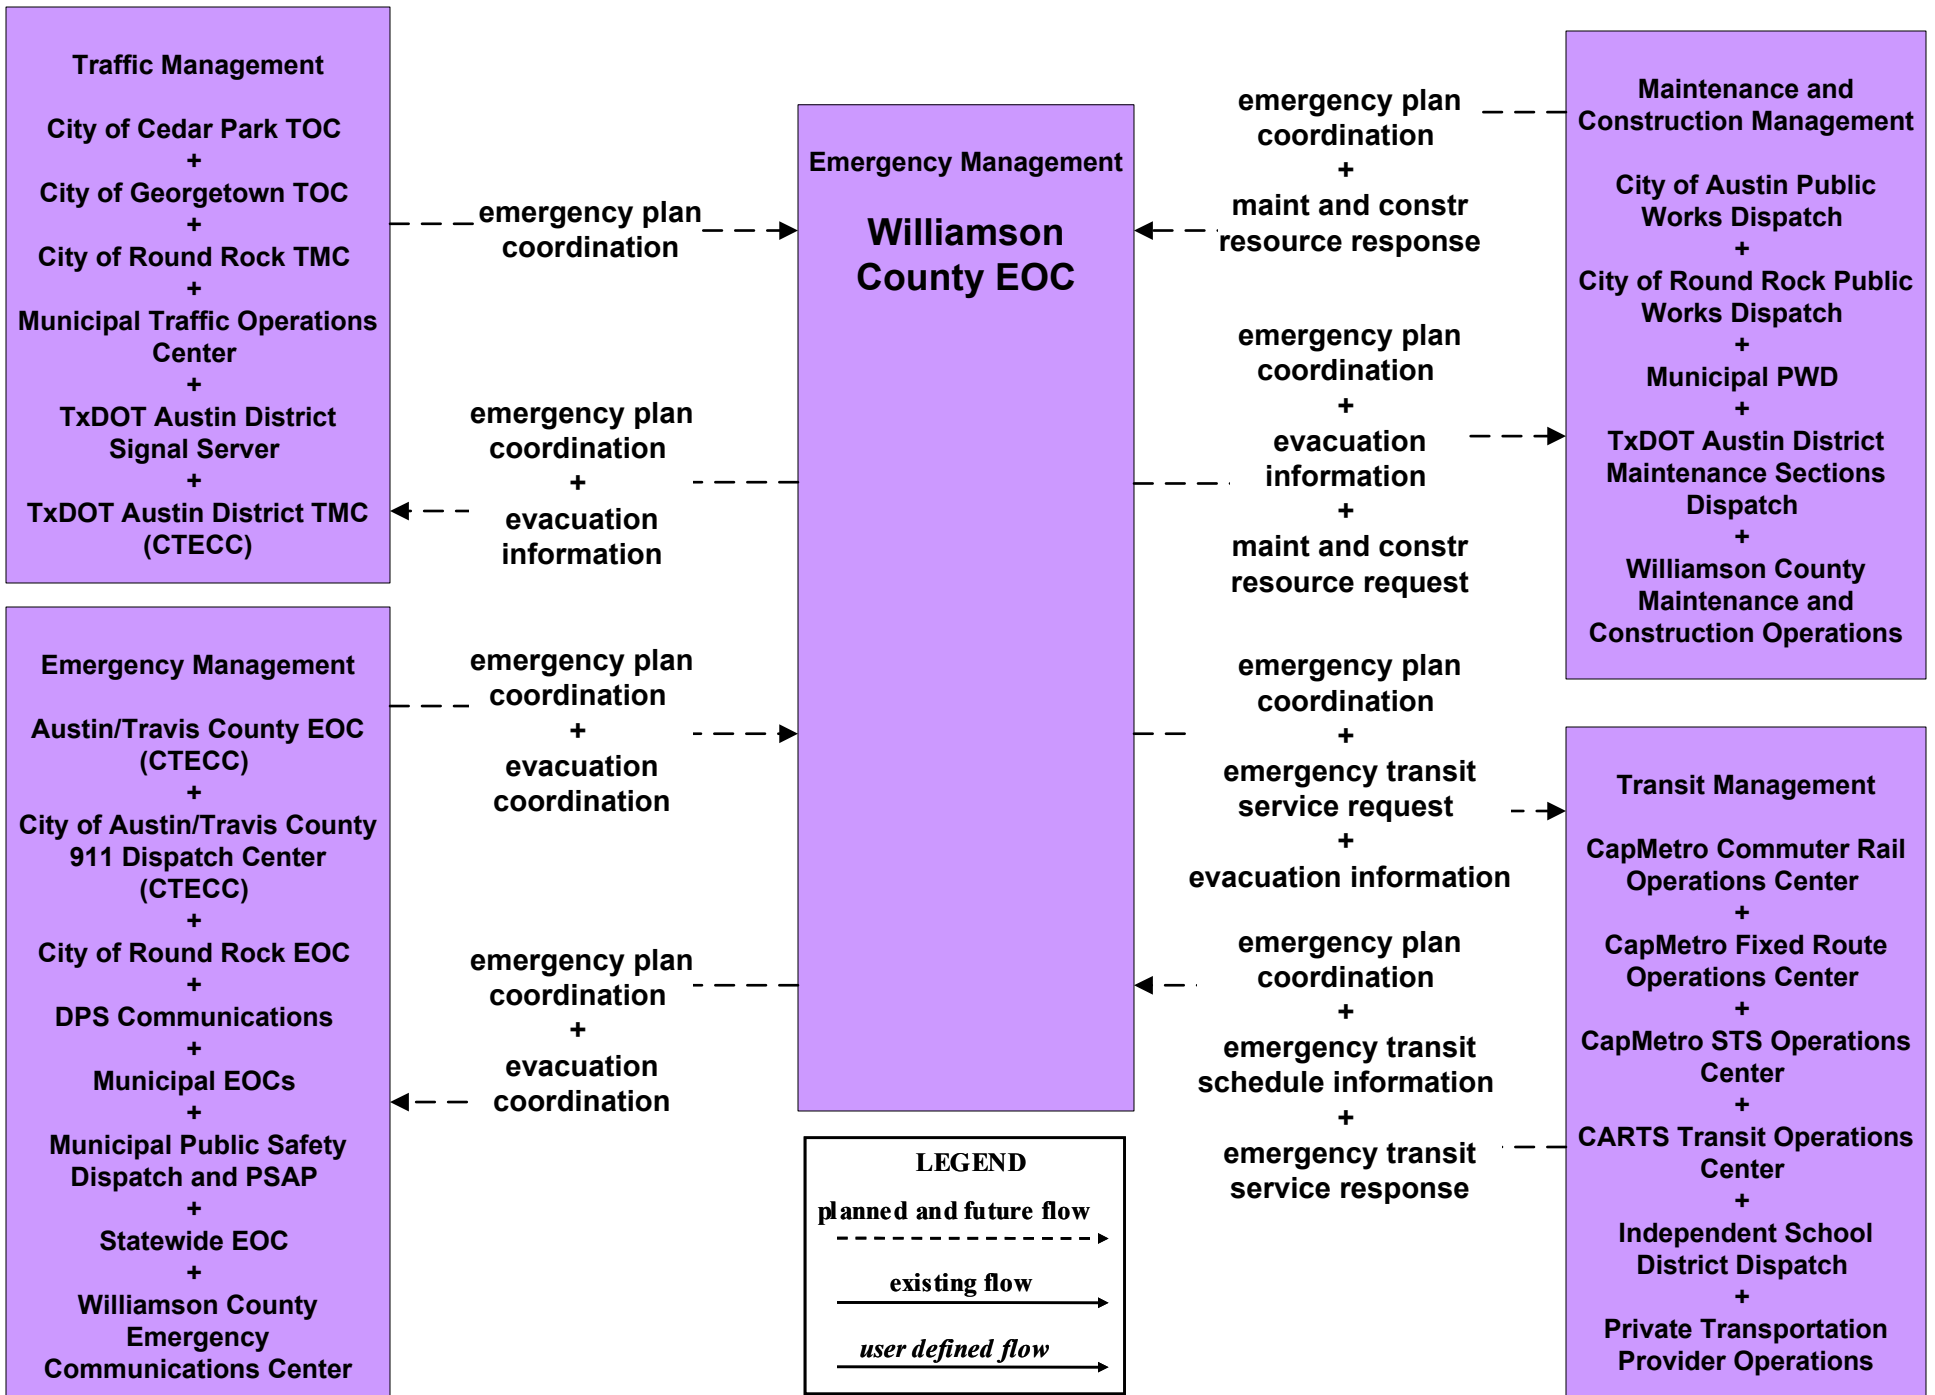 Traffic Management
City of Cedar Park TOC
+
City of Georgetown TOC
+
City of Round Rock TMC
+
Municipal Traffic Operations
Center
+
TxDOT Austin District
Signal Server
+
TxDOT Austin District TMC
(CTECC)
Emergency Management
Austin/Travis County EOC
(CTECC)
+
City of Austin/Travis County
911 Dispatch Center
(CTECC)
+
City of Round Rock EOC
+
DPS Communications
+
Municipal EOCs
+
Municipal Public Safety
Dispatch and PSAP
+
Statewide EOC
+
Williamson County
Emergency
Communications Center
emergency plan
coordination
emergency plan
coordination
+
evacuation
information
emergency plan
coordination
+
evacuation
coordination
emergency plan
coordination
+
evacuation
coordination
Emergency Management
Williamson
County EOC
LEGEND
planned and future flow
existing flow
user defined flow
emergency plan
coordination
+
maint and constr
resource response
emergency plan
coordination
+
evacuation
information
+
maint and constr
resource request
emergency plan
coordination
+
emergency transit
service request
+
evacuation information
emergency plan
coordination
+
emergency transit
schedule information
+
emergency transit
service response
Maintenance and
Construction Management
City of Austin Public
Works Dispatch
+
City of Round Rock Public
Works Dispatch
+
Municipal PWD
+
TxDOT Austin District
Maintenance Sections
Dispatch
+
Williamson County
Maintenance and
Construction Operations
Transit Management
CapMetro Commuter Rail
Operations Center
+
CapMetro Fixed Route
Operations Center
+
CapMetro STS Operations
Center
+
CARTS Transit Operations
Center
+
Independent School
District Dispatch
+
Private Transportation
Provider Operations